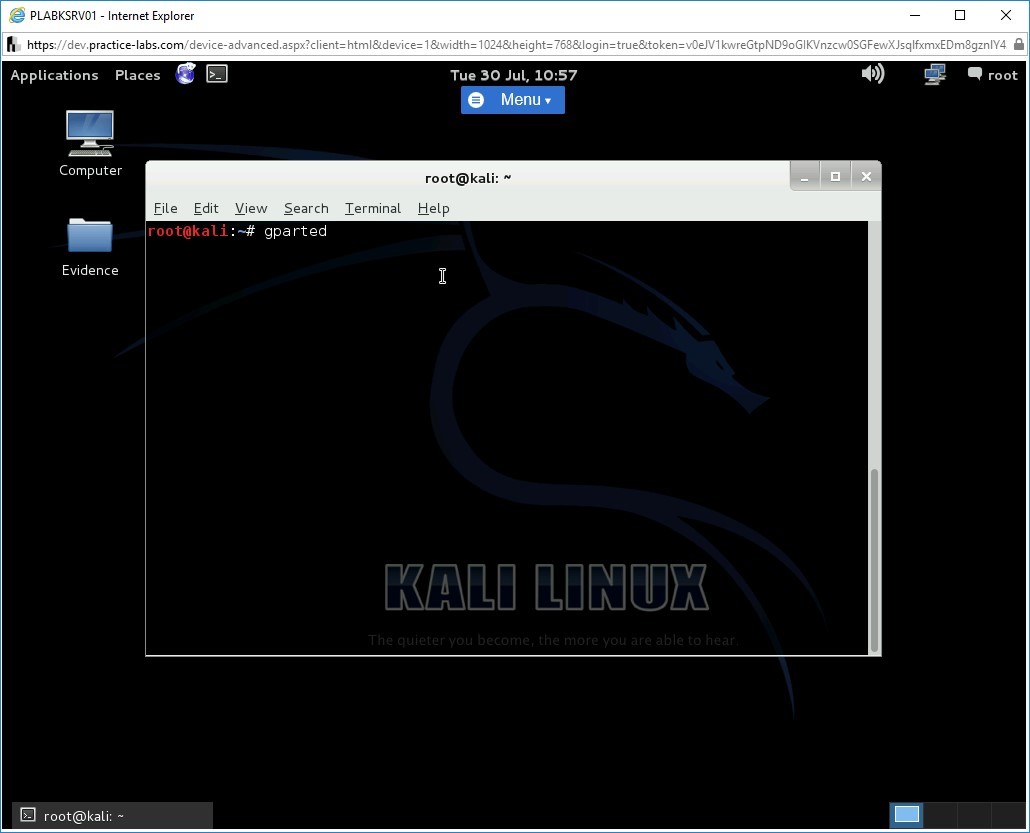 PLABKSRV01 - Internet Explorer
https://dev.practice-labs.com/device-advanced.aspx?client=html&device=1&width=1024&height=768&login=true&token=v0eJV1kwreGtpND9oGlKVnzcw0SGFewXJsqIfxmxEDm8gznIY4
Applications Places Tue 30 Jul, 10:57 root
Menu
Computer
Evidence
root@kali: ~
File Edit View Search Terminal Help
root@kali:~# gparted
KALI LINUX
The quieter you become, the more you are able to hear.
root@kali: ~